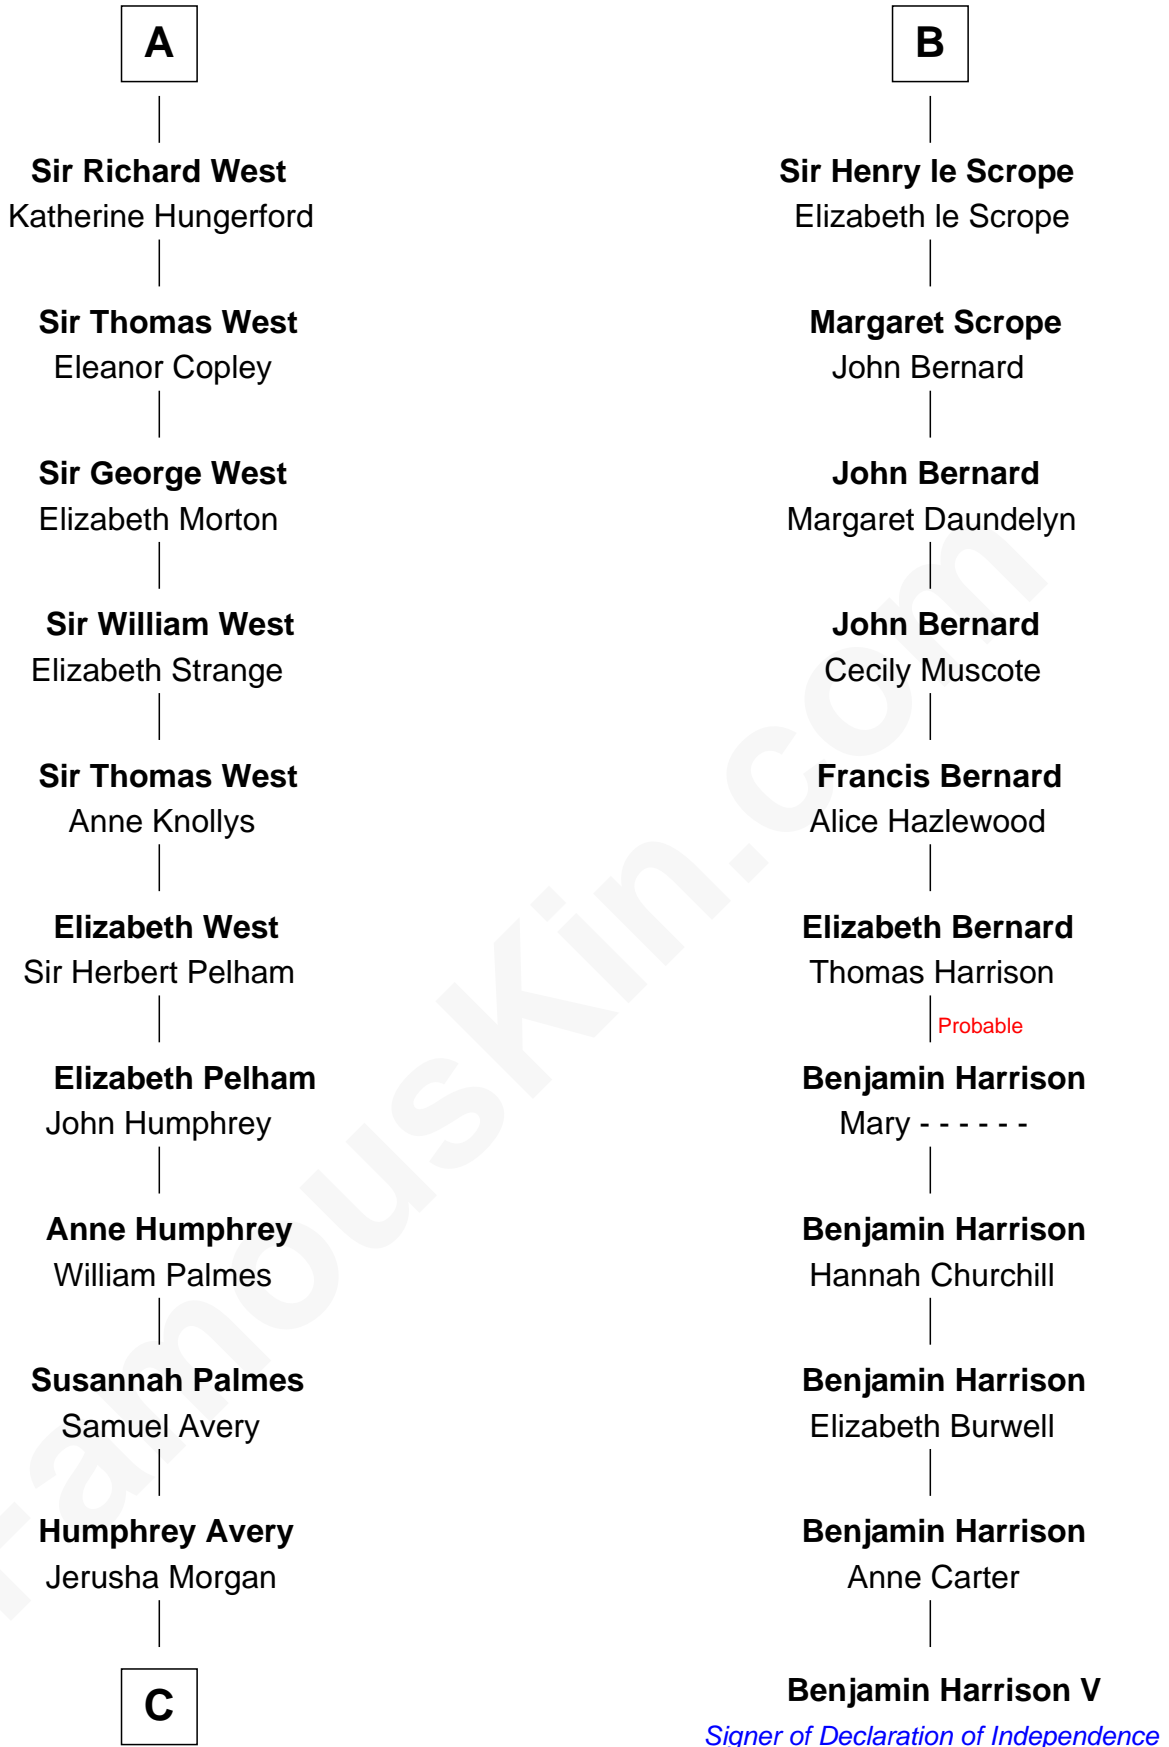 A
Sir Richard West
Katherine Hungerford
Sir Thomas West
Eleanor Copley
Sir George West
Elizabeth Morton
Sir William West
Elizabeth Strange
Sir Thomas West
Anne Knollys
Elizabeth West
Sir Herbert Pelham
Elizabeth Pelham
John Humphrey
Anne Humphrey
William Palmes
Susannah Palmes
Samuel Avery
Humphrey Avery
Jerusha Morgan
C
B
Sir Henry le Scrope
Elizabeth le Scrope
Margaret Scrope
John Bernard
John Bernard
Margaret Daundelyn
John Bernard
Cecily Muscote
Francis Bernard
Alice Hazlewood
Elizabeth Bernard
Thomas Harrison
Probable
Benjamin Harrison
Mary - - - - - -
Benjamin Harrison
Hannah Churchill
Benjamin Harrison
Elizabeth Burwell
Benjamin Harrison
Anne Carter
Benjamin Harrison V
Signer of Declaration of Independence
FamousKin.com